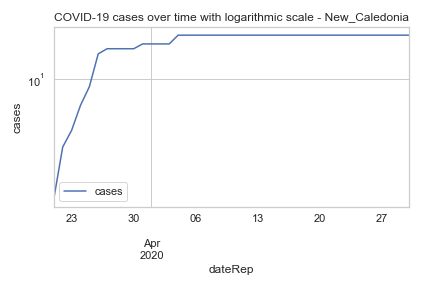 COVID-19 cases over time with logarithmic scale - New_Caledonia
10¹
cases
cases
23 30 06 13 20 27
Apr
2020
dateRep